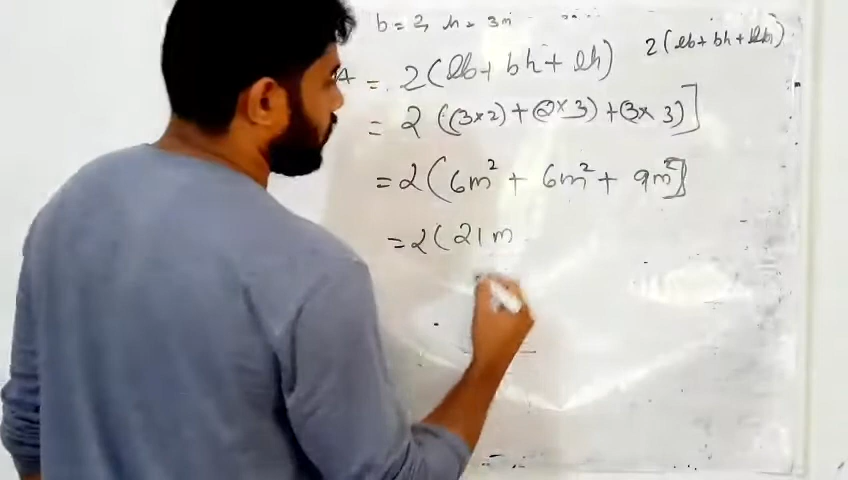 b = 2, h = 3m
2(lb+bh+lh)
A = 2(lb+bh+lh)
= 2 ((3×2)+(2×3)+(3×3)]
= 2(6m² + 6m² + 9m²]
= 2(21m